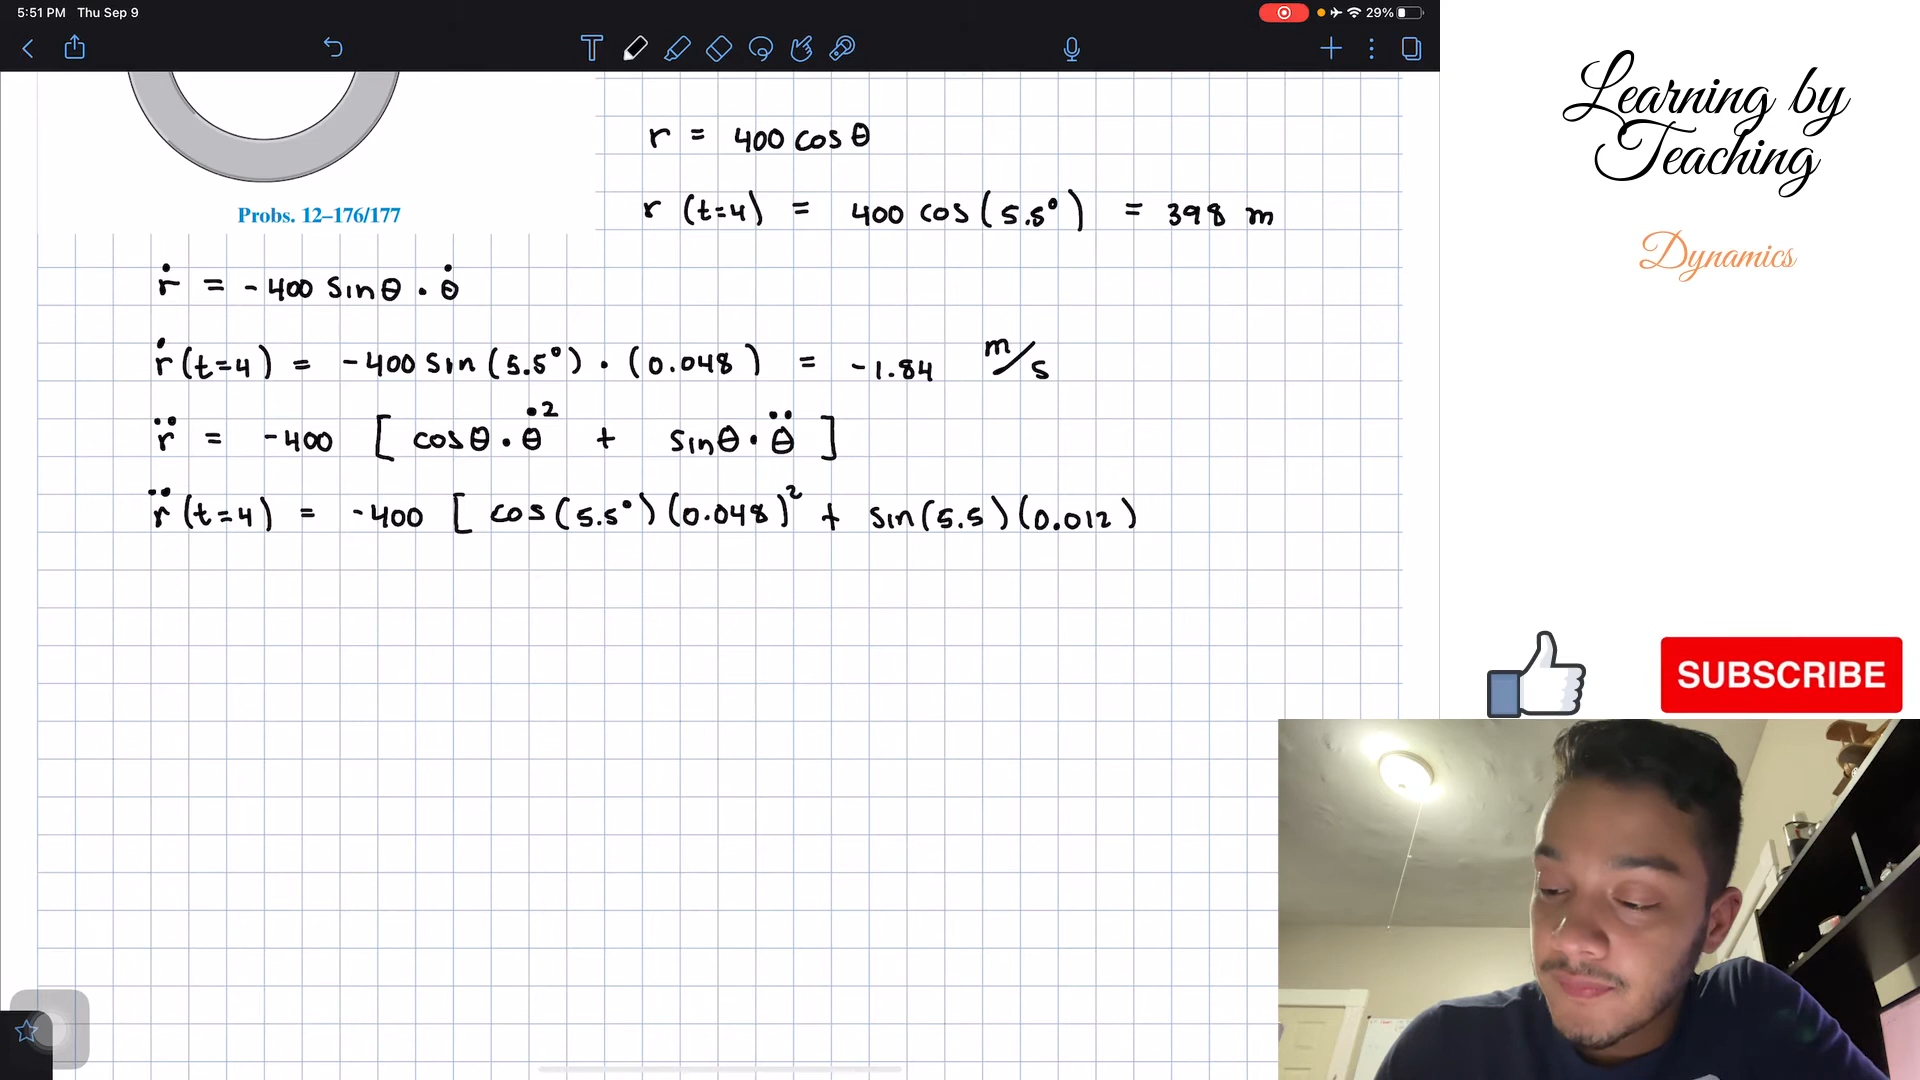 5:51 PM Thu Sep 9
29%
Learning by
Teaching
Dynamics
r = 400 cos θ
r (t=4) = 400 cos (5.5°) = 398 m
Probs. 12–176/177
ṙ = -400 sinθ · θ̇
ṙ (t=4) = -400 sin (5.5°) · (0.048) = -1.84 m/s
r̈ = -400 [ cosθ · θ̇² + sinθ · θ̈ ]
r̈ (t=4) = -400 [ cos (5.5°) (0.048)² + sin (5.5) (0.012)
SUBSCRIBE